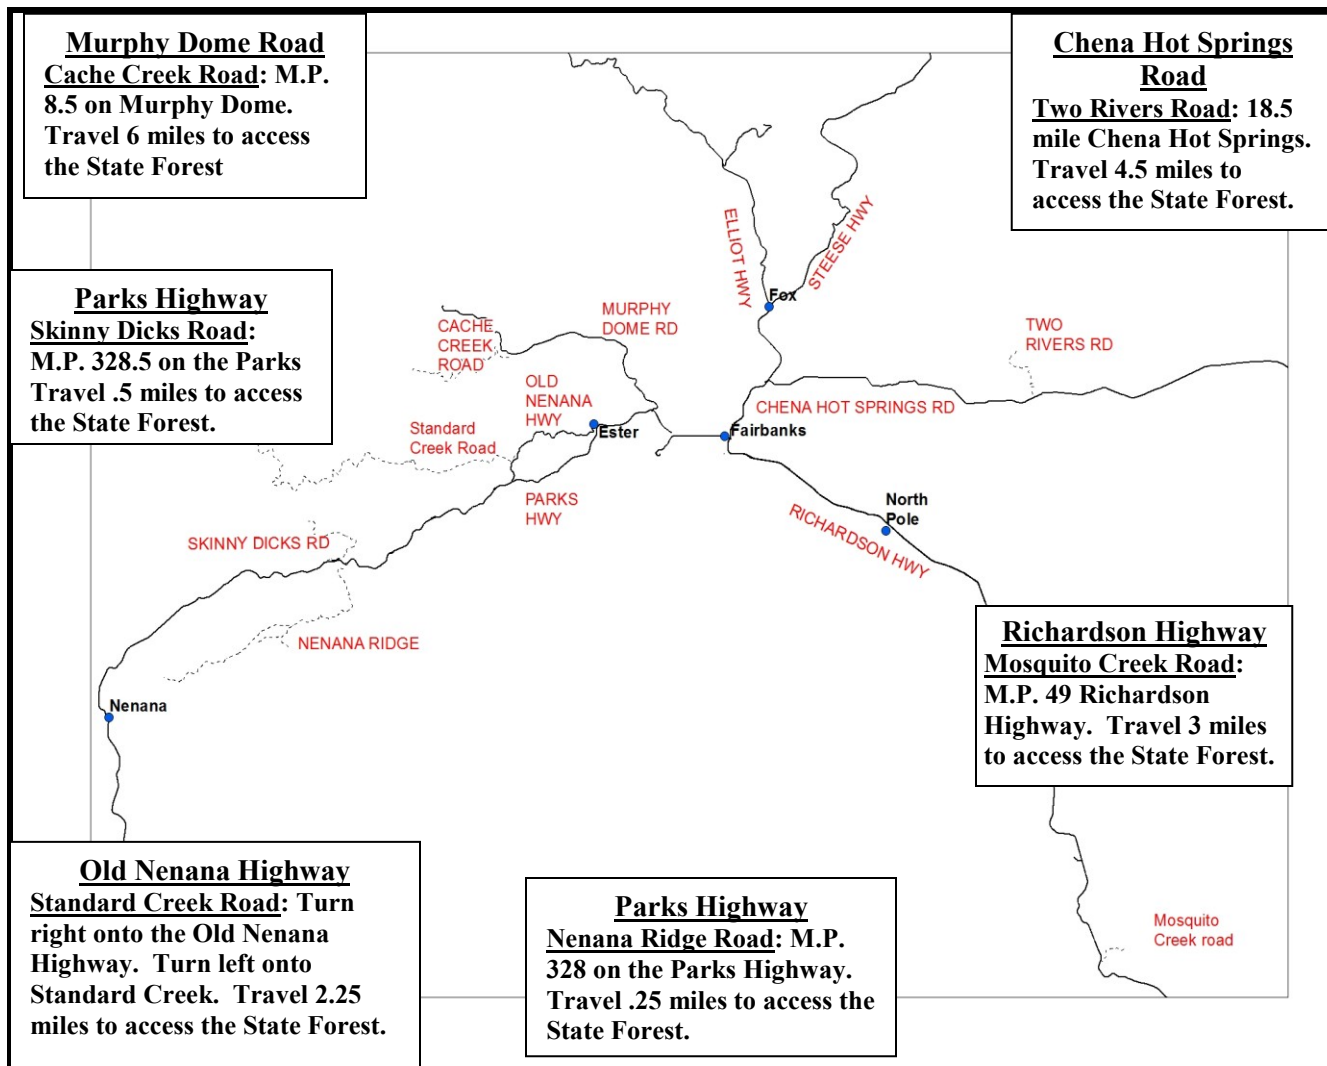 Murphy Dome Road
Cache Creek Road: M.P.
8.5 on Murphy Dome.
Travel 6 miles to access
the State Forest
Chena Hot Springs
Road
Two Rivers Road: 18.5
mile Chena Hot Springs.
Travel 4.5 miles to
access the State Forest.
Parks Highway
Skinny Dicks Road:
M.P. 328.5 on the Parks
Travel .5 miles to access
the State Forest.
ELLIOT HWY
STEESE HWY
Fox
MURPHY
DOME RD
CACHE
CREEK
ROAD
TWO
RIVERS RD
OLD
NENANA
HWY
CHENA HOT SPRINGS RD
Standard
Creek Road
Ester
Fairbanks
PARKS
HWY
North
Pole
RICHARDSON HWY
SKINNY DICKS RD
NENANA RIDGE
Nenana
Richardson Highway
Mosquito Creek Road:
M.P. 49 Richardson
Highway.  Travel 3 miles
to access the State Forest.
Old Nenana Highway
Standard Creek Road: Turn
right onto the Old Nenana
Highway.  Turn left onto
Standard Creek.  Travel 2.25
miles to access the State Forest.
Parks Highway
Nenana Ridge Road: M.P.
328 on the Parks Highway.
Travel .25 miles to access the
State Forest.
Mosquito
Creek road